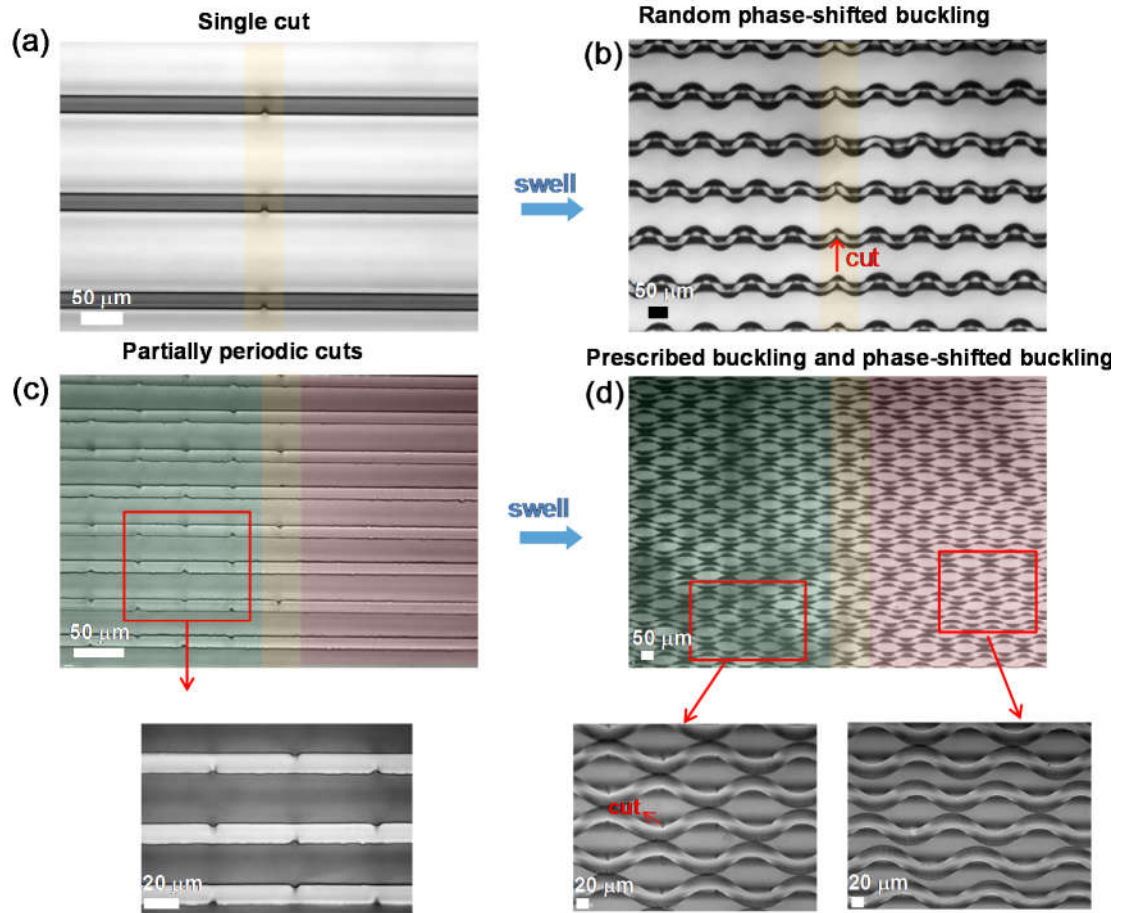 Single cut
Random phase-shifted buckling
(a)
(b)
swell
cut
50 μm
50 μm
Partially periodic cuts
Prescribed buckling and phase-shifted buckling
(c)
(d)
swell
50 μm
50 μm
cut
20 μm
20 μm
20 μm